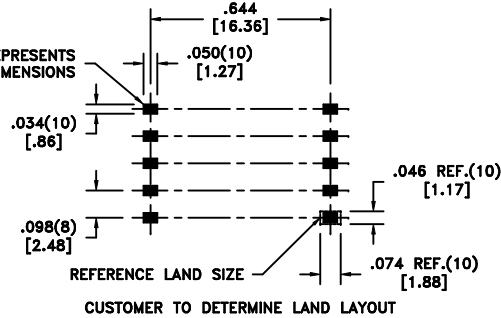 .644
[16.36]
EPRESENTS
MENSIONS
.050(10)
[1.27]
.034(10)
[.86]
.046 REF.(10)
[1.17]
.098(8)
[2.48]
REFERENCE LAND SIZE
.074 REF.(10)
[1.88]
CUSTOMER TO DETERMINE LAND LAYOUT